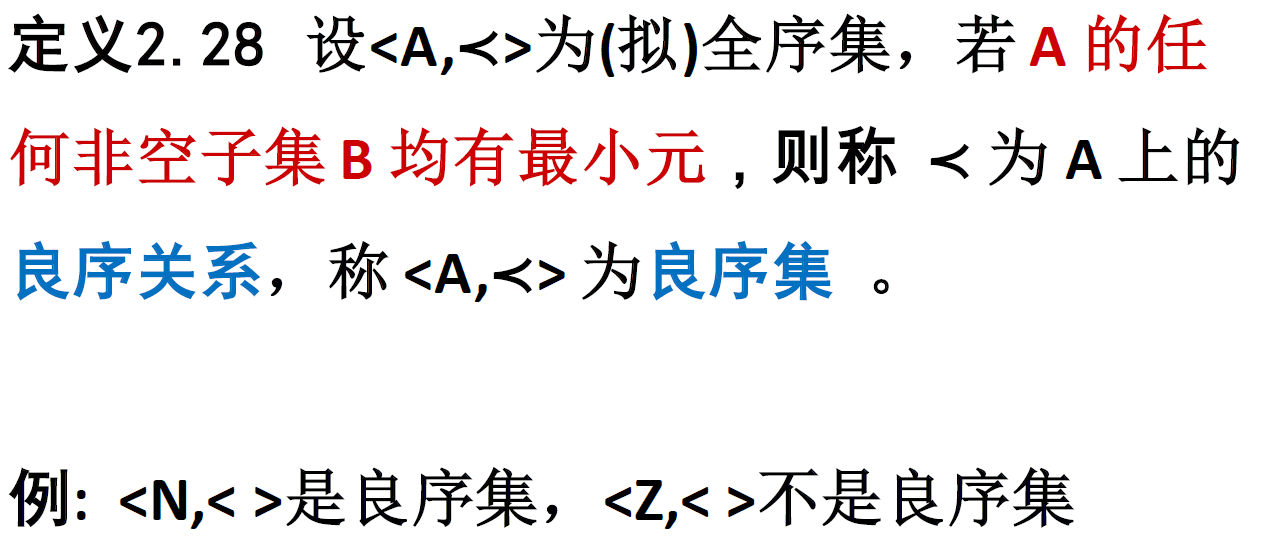 定义2.28 设<A,≺>为(拟)全序集，若 A 的任
何非空子集 B 均有最小元，则称 ≺ 为 A 上的
良序关系，称 <A,≺> 为良序集 。
例: <N,< >是良序集，<Z,< >不是良序集